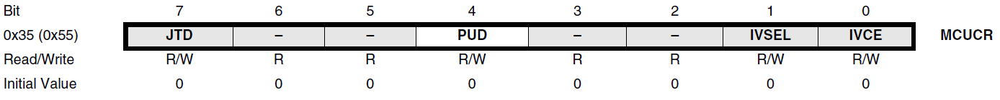 Bit 7 6 5 4 3 2 1 0
0x35 (0x55) JTD – – PUD – – IVSEL IVCE MCUCR
Read/Write R/W R R R/W R R R/W R/W
Initial Value 0 0 0 0 0 0 0 0